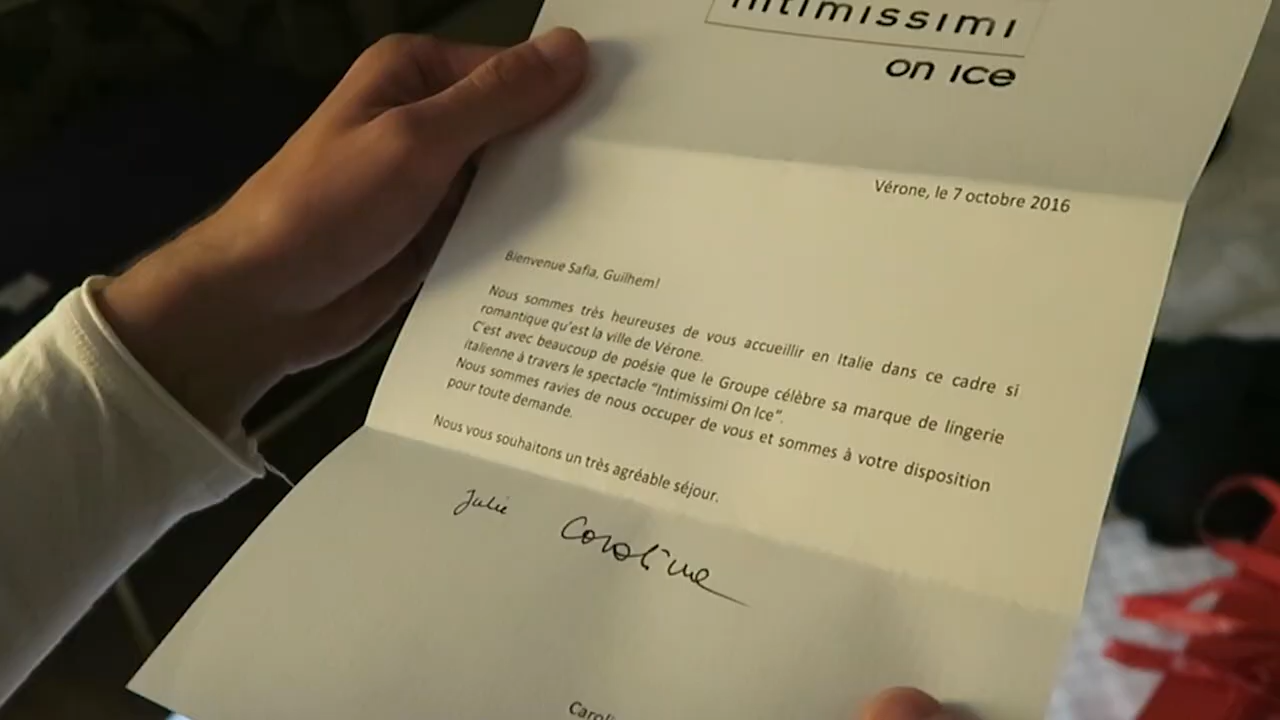 intimissimi
on ice
Vérone, le 7 octobre 2016
Bienvenue Safia, Guilhem!
Nous sommes très heureuses de vous accueillir en Italie dans ce cadre si
romantique qu'est la ville de Vérone.
C'est avec beaucoup de poésie que le Groupe célèbre sa marque de lingerie
italienne à travers le spectacle "Intimissimi On Ice".
Nous sommes ravies de nous occuper de vous et sommes à votre disposition
pour toute demande.
Nous vous souhaitons un très agréable séjour.
Julie Caroline